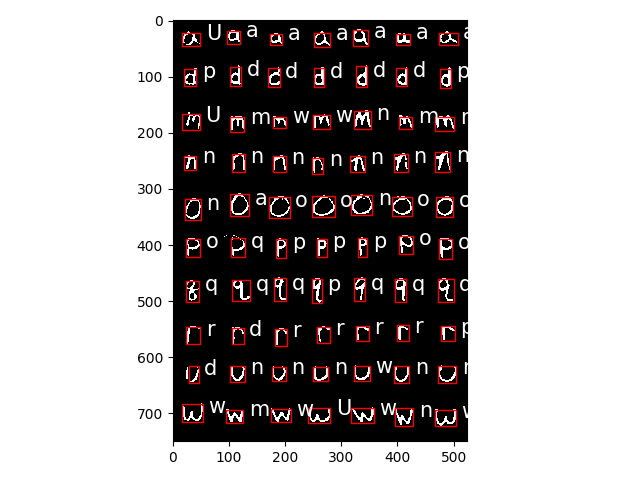 0 a U a a a a a a a a a a a a
100 d p d d d d d d d d d d d p
m U m m m w m w m n m m m
200
n n n n n n n n n n n n n n
300 o n o a o o o o o n o o o
400 p o p q p p p p p p p o p o
q q q q q q q p q q q q q
500
r r r d r r r r r r r r r p
600 u d u n u n u n u w u n u
700 w w w m w w w U w w w n w
0 100 200 300 400 500